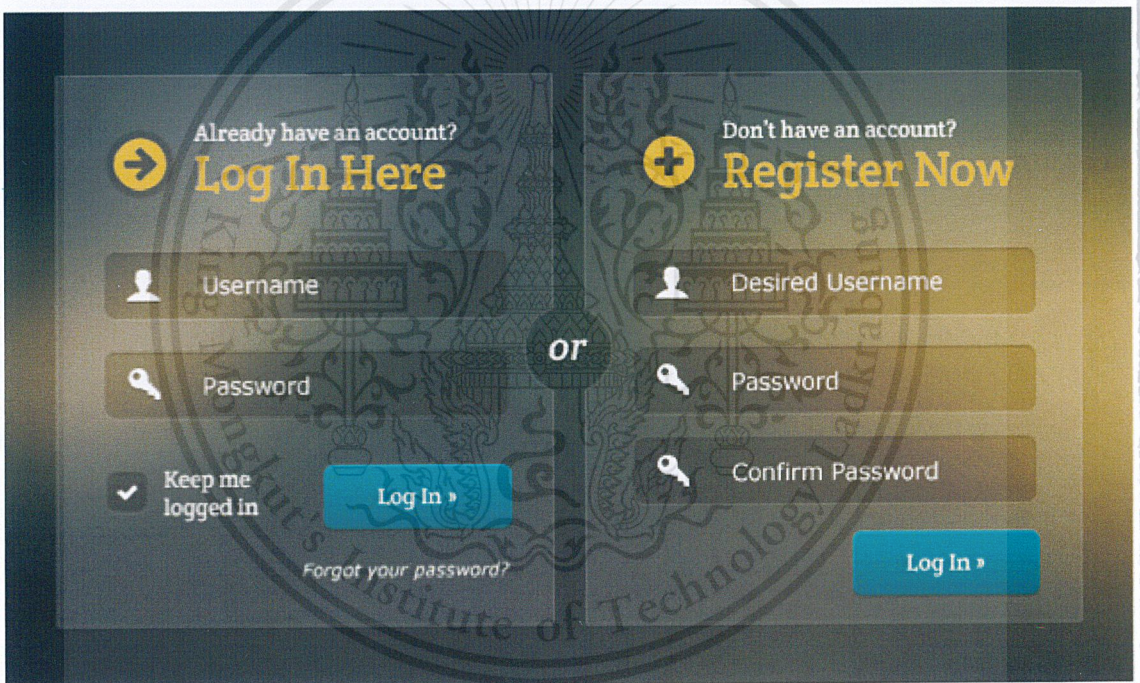 Already have an account?
Log In Here
Username
Password
Keep me
logged in
Log In »
Forgot your password?
or
Don't have an account?
Register Now
Desired Username
Password
Confirm Password
Log In »
King Mongkut's Institute of Technology Ladkrabang